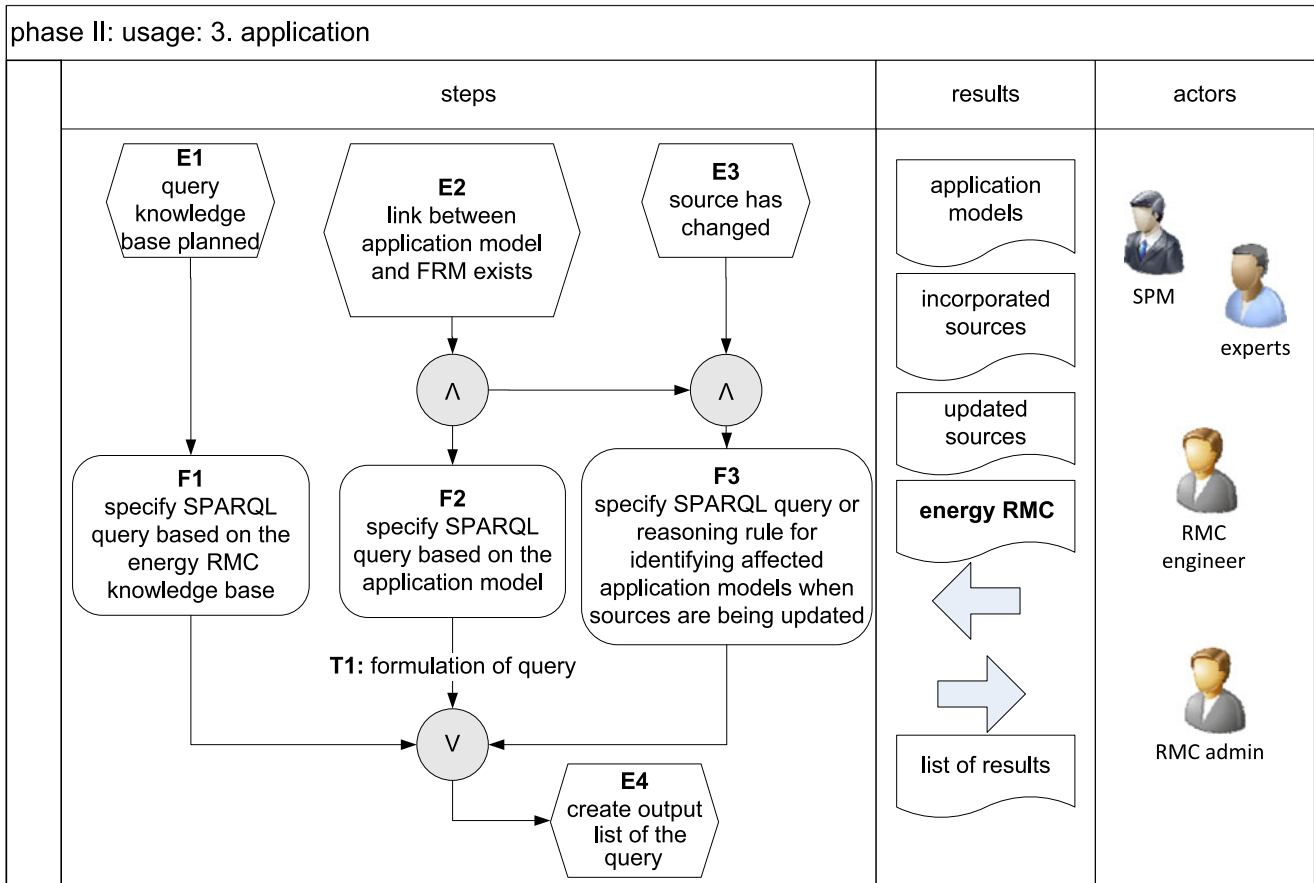 phase II: usage: 3. application
steps
results
actors
E1
query
knowledge
base planned
E2
link between
application model
and FRM exists
E3
source has
changed
Λ
Λ
F1
specify SPARQL
query based on the
energy RMC
knowledge base
F2
specify SPARQL
query based on the
application model
F3
specify SPARQL query or
reasoning rule for
identifying affected
application models when
sources are being updated
T1: formulation of query
V
E4
create output
list of the
query
application
models
incorporated
sources
updated
sources
energy RMC
list of results
SPM
experts
RMC
engineer
RMC admin